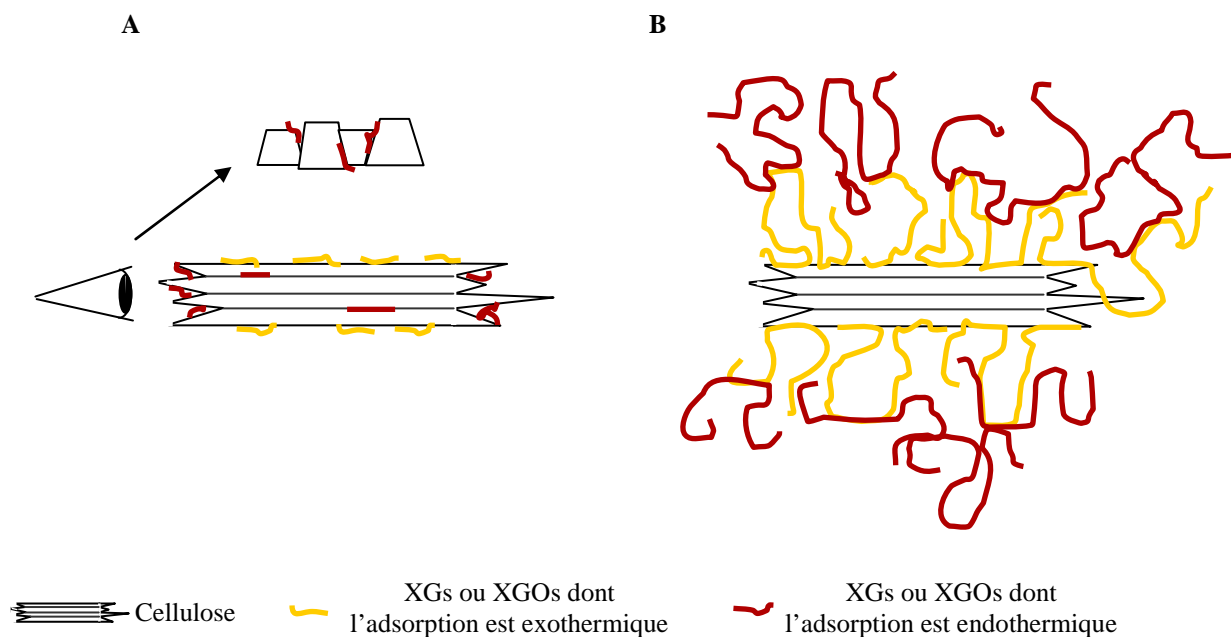 A
B
Cellulose
XGs ou XGOs dont
l’adsorption est exothermique
XGs ou XGOs dont
l’adsorption est endothermique